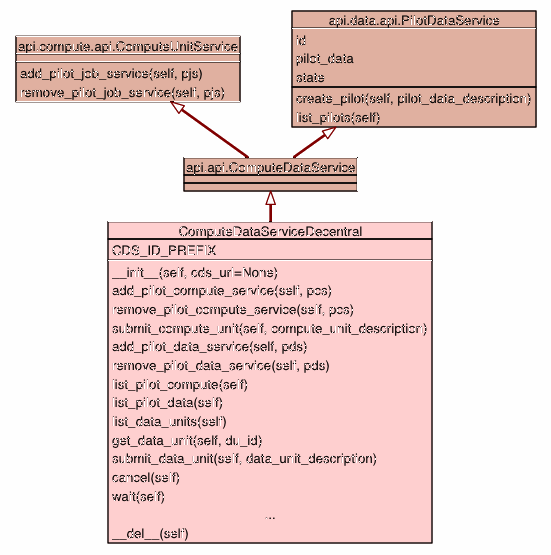 api.data.api.PilotDataService
id
pilot_data
state
create_pilot(self, pilot_data_description)
list_pilots(self)
api.compute.api.ComputeUnitService
add_pilot_job_service(self, pjs)
remove_pilot_job_service(self, pjs)
api.api.ComputeDataService
ComputeDataServiceDecentral
CDS_ID_PREFIX
__init__(self, cds_url=None)
add_pilot_compute_service(self, pcs)
remove_pilot_compute_service(self, pcs)
submit_compute_unit(self, compute_unit_description)
add_pilot_data_service(self, pds)
remove_pilot_data_service(self, pds)
list_pilot_compute(self)
list_pilot_data(self)
list_data_units(self)
get_data_unit(self, du_id)
submit_data_unit(self, data_unit_description)
cancel(self)
wait(self)
...
__del__(self)